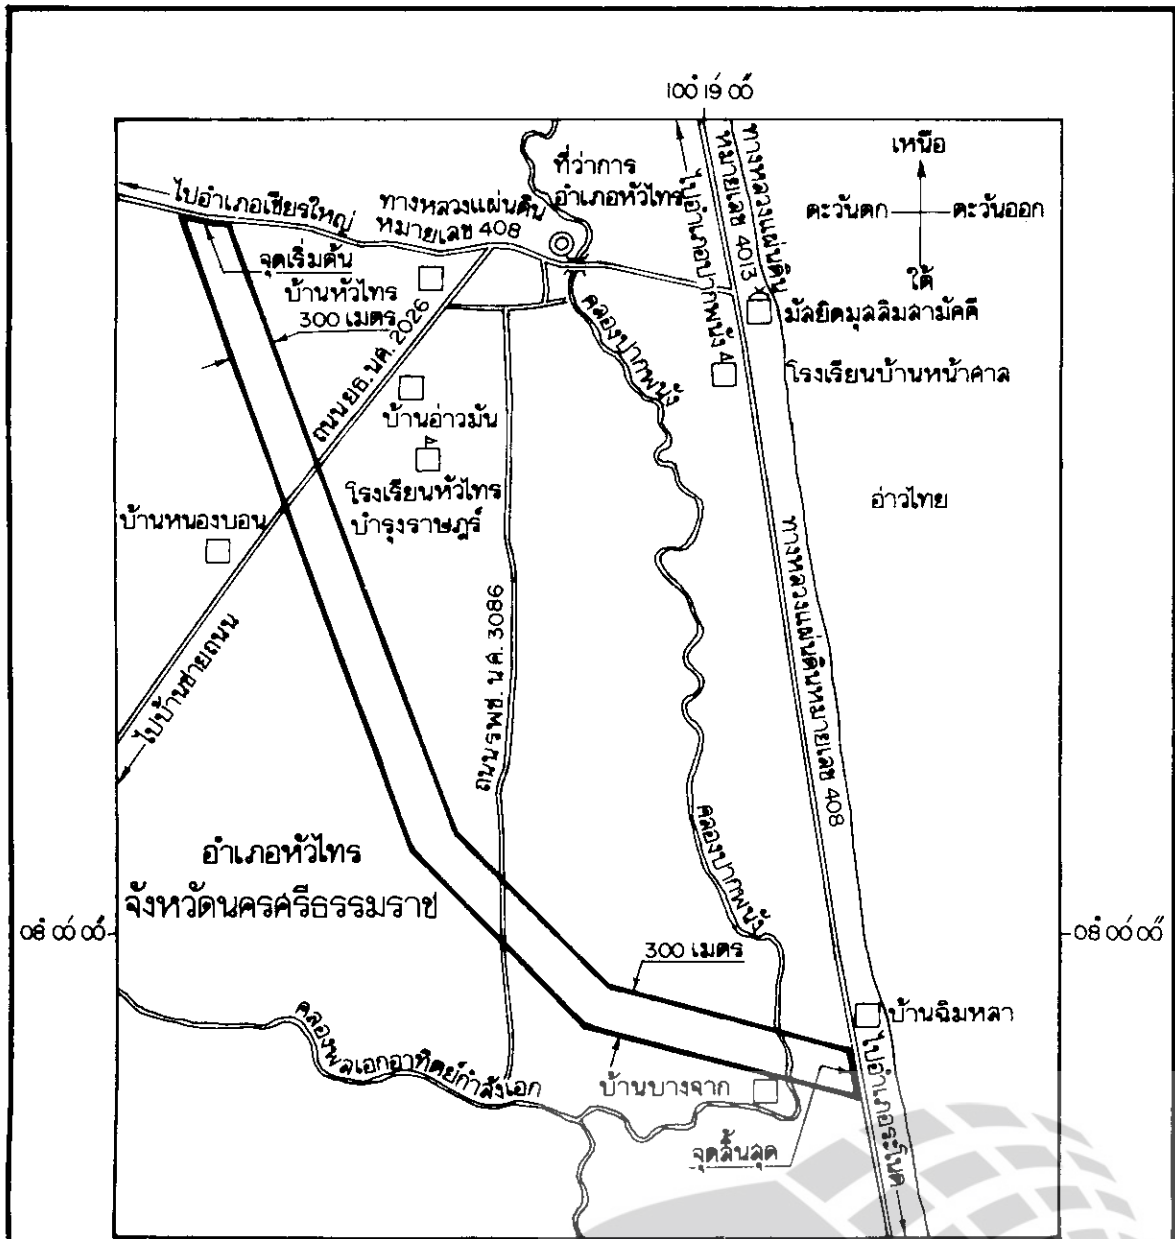 100° 19′ 00″
เหนือ
ตะวันตก
ตะวันออก
ใต้
ที่ว่าการ
อำเภอหัวไทร
ไปอำเภอเชียรใหญ่
ทางหลวงแผ่นดิน
หมายเลข 408
ทางหลวงแผ่นดิน
หมายเลข 4013
ไปอำเภอปากพนัง
จุดเริ่มต้น
บ้านหัวไทร
300 เมตร
มัสยิดมุสลิมสามัคคี
โรงเรียนบ้านหน้าศาล
คลองปากพนัง
ถนน ยธ. นศ. 2026
บ้านอ่าวมัน
โรงเรียนหัวไทร
บำรุงราษฎร์
บ้านหนองบอน
อ่าวไทย
ทางหลวงแผ่นดินหมายเลข 408
ถนน รพช. นศ. 3086
ไปบ้านชายถนน
อำเภอหัวไทร
จังหวัดนครศรีธรรมราช
คลองปากพนัง
08° 00′ 00″
08° 00′ 00″
300 เมตร
บ้านฉิมหลา
คลองพลเอกอาทิตย์กำลังเอก
บ้านบางจาก
ไปอำเภอระโนด
จุดสิ้นสุด